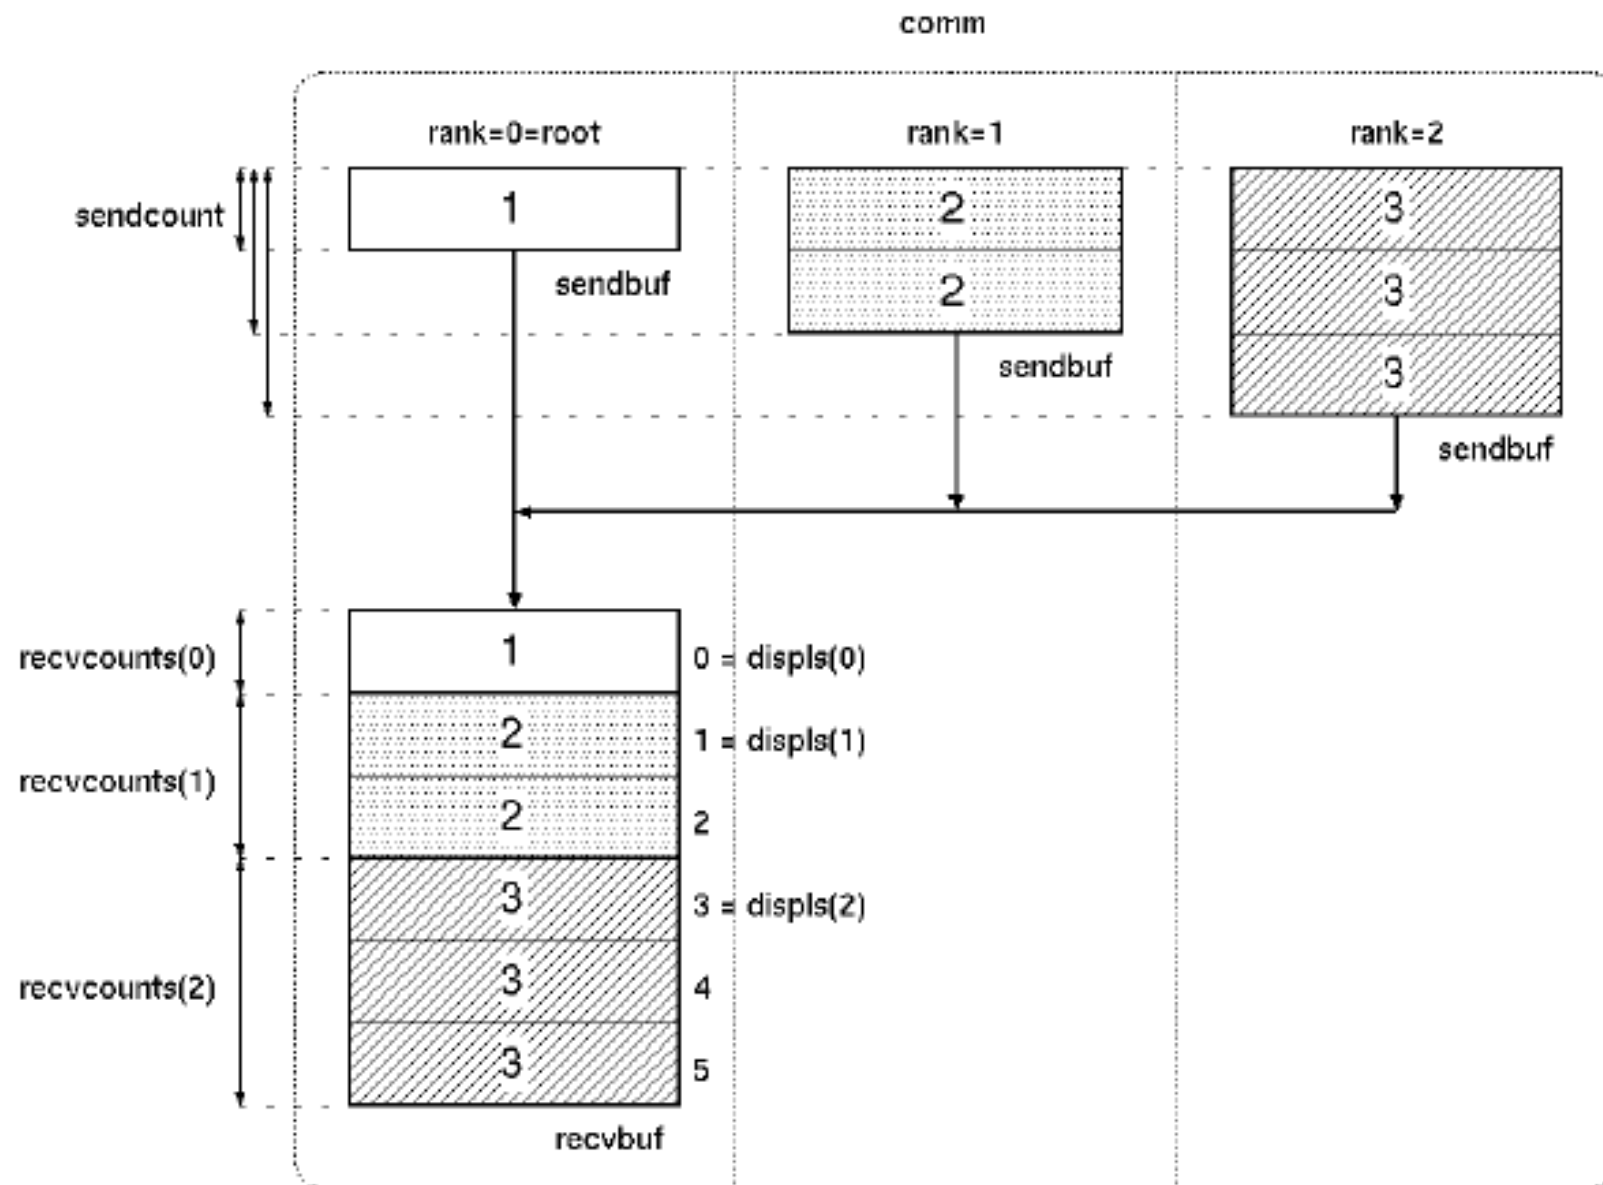 comm
rank=0=root
rank=1
rank=2
sendcount
1
2
3
sendbuf
2
3
sendbuf
3
sendbuf
recvcounts(0)
1
0 = displs(0)
2
1 = displs(1)
recvcounts(1)
2
2
3
3 = displs(2)
recvcounts(2)
3
4
3
5
recvbuf